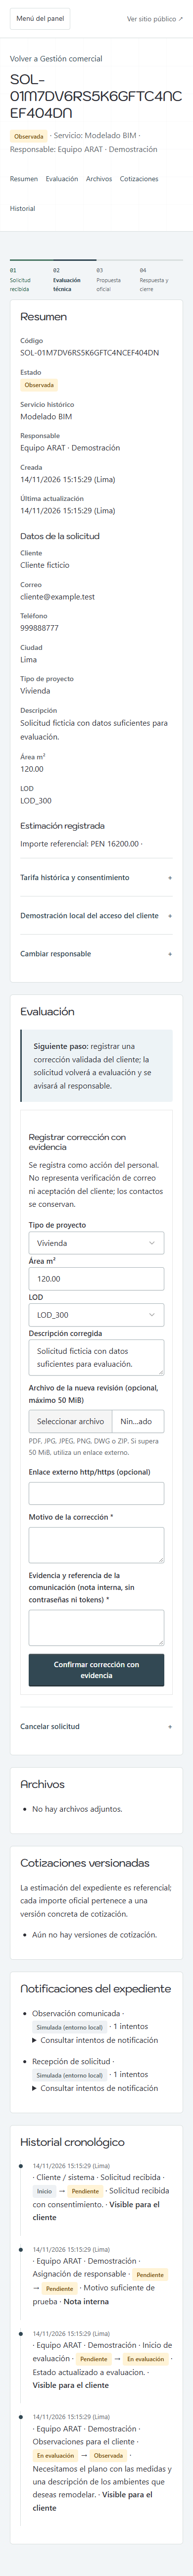 Menú del panel
Ver sitio público ↗
Volver a Gestión comercial
SOL-
01M7DV6RS5K6GFTC4NC
EF404DN
Observada · Servicio: Modelado BIM ·
Responsable: Equipo ARAT · Demostración
Resumen Evaluación Archivos Cotizaciones
Historial
01 02 03 04
Solicitud recibida
Evaluación técnica
Propuesta oficial
Respuesta y cierre
Resumen
Código
SOL-01M7DV6RS5K6GFTC4NCEF404DN
Estado
Observada
Servicio histórico
Modelado BIM
Responsable
Equipo ARAT · Demostración
Creada
14/11/2026 15:15:29 (Lima)
Última actualización
14/11/2026 15:15:29 (Lima)
Datos de la solicitud
Cliente
Cliente ficticio
Correo
cliente@example.test
Teléfono
999888777
Ciudad
Lima
Tipo de proyecto
Vivienda
Descripción
Solicitud ficticia con datos suficientes para
evaluación.
Área m²
120.00
LOD
LOD_300
Estimación registrada
Importe referencial: PEN 16200.00 ·
Tarifa histórica y consentimiento +
Demostración local del acceso del cliente +
Cambiar responsable +
Evaluación
Siguiente paso: registrar una
corrección validada del cliente; la
solicitud volverá a evaluación y se
avisará al responsable.
Registrar corrección con
evidencia
Se registra como acción del personal.
No representa verificación de correo
ni aceptación del cliente; los contactos
se conservan.
Tipo de proyecto
Vivienda
Área m²
120.00
LOD
LOD_300
Descripción corregida
Solicitud ficticia con datos
suficientes para evaluación.
Archivo de la nueva revisión (opcional,
máximo 50 MiB)
Seleccionar archivo Nin…ado
PDF, JPG, JPEG, PNG, DWG o ZIP. Si supera
50 MiB, utiliza un enlace externo.
Enlace externo http/https (opcional)
Motivo de la corrección *
Evidencia y referencia de la
comunicación (nota interna, sin
contraseñas ni tokens) *
Confirmar corrección con
evidencia
Cancelar solicitud +
Archivos
• No hay archivos adjuntos.
Cotizaciones versionadas
La estimación del expediente es referencial;
cada importe oficial pertenece a una
versión concreta de cotización.
• Aún no hay versiones de cotización.
Notificaciones del expediente
• Observación comunicada ·
Simulada (entorno local) · 1 intentos
▶ Consultar intentos de notificación
• Recepción de solicitud ·
Simulada (entorno local) · 1 intentos
▶ Consultar intentos de notificación
Historial cronológico
14/11/2026 15:15:29 (Lima)
· Cliente / sistema · Solicitud recibida ·
Inicio → Pendiente · Solicitud recibida
con consentimiento. · Visible para el
cliente
14/11/2026 15:15:29 (Lima)
· Equipo ARAT · Demostración ·
Asignación de responsable · Pendiente
→ Pendiente · Motivo suficiente de
prueba · Nota interna
14/11/2026 15:15:29 (Lima)
· Equipo ARAT · Demostración · Inicio de
evaluación · Pendiente → En evaluación ·
Estado actualizado a evaluacion. ·
Visible para el cliente
14/11/2026 15:15:29 (Lima)
· Equipo ARAT · Demostración ·
Observaciones para el cliente ·
En evaluación → Observada ·
Necesitamos el plano con las medidas y
una descripción de los ambientes que
deseas remodelar. · Visible para el
cliente